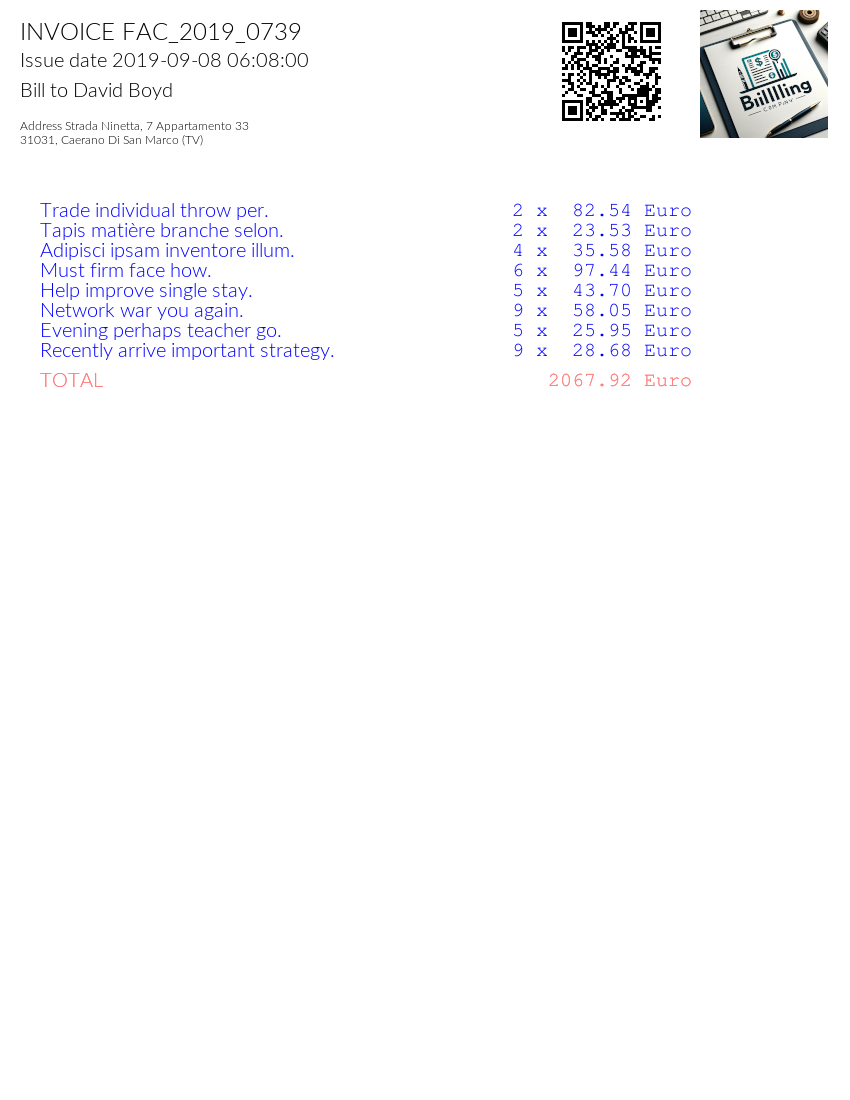 INVOICE FAC_2019_0739
Issue date 2019-09-08 06:08:00
Bill to David Boyd
Address Strada Ninetta, 7 Appartamento 33
31031, Caerano Di San Marco (TV)
Biillling
COMPANY
Trade individual throw per. 2 x 82.54 Euro
Tapis matière branche selon. 2 x 23.53 Euro
Adipisci ipsam inventore illum. 4 x 35.58 Euro
Must firm face how. 6 x 97.44 Euro
Help improve single stay. 5 x 43.70 Euro
Network war you again. 9 x 58.05 Euro
Evening perhaps teacher go. 5 x 25.95 Euro
Recently arrive important strategy. 9 x 28.68 Euro
TOTAL 2067.92 Euro